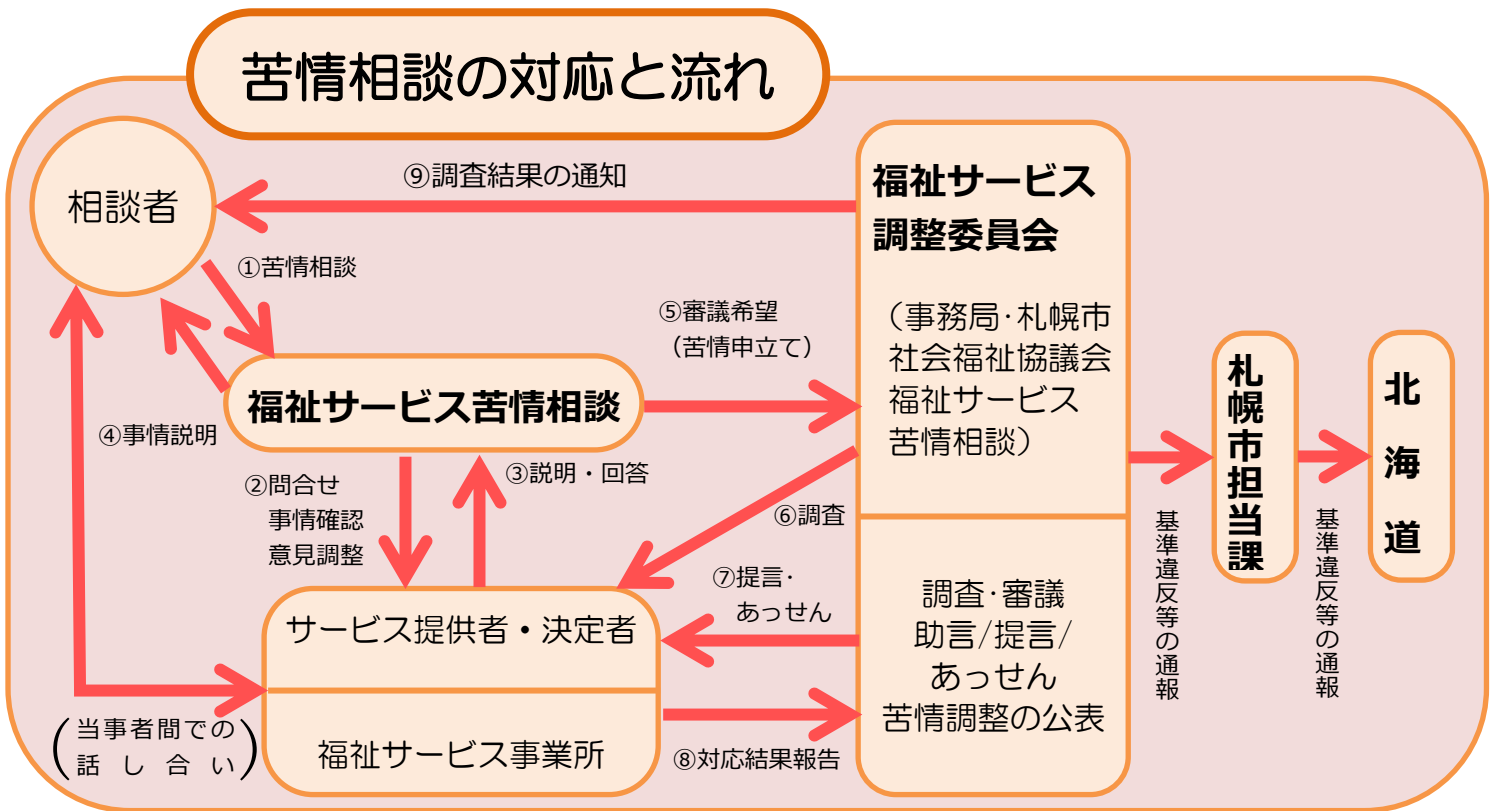 苦情相談の対応と流れ
相談者
⑨調査結果の通知
①苦情相談
④事情説明
福祉サービス苦情相談
②問合せ
事情確認
意見調整
③説明・回答
⑤審議希望
（苦情申立て）
福祉サービス
調整委員会
（事務局・札幌市
社会福祉協議会
福祉サービス
苦情相談）
⑥調査
⑦提言・
あっせん
サービス提供者・決定者
福祉サービス事業所
（当事者間での
話し合い）
⑧対応結果報告
調査・審議
助言/提言/
あっせん
苦情調整の公表
基準違反等の通報
札幌市担当課
基準違反等の通報
北海道